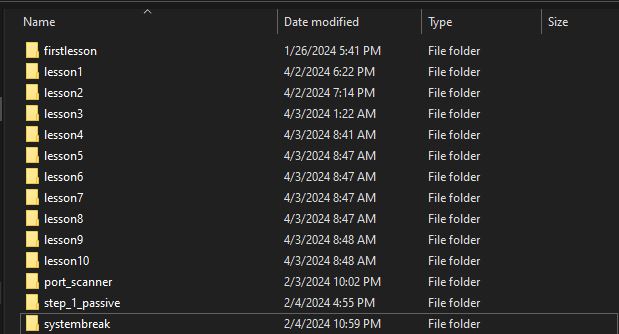 Name Date modified Type Size
firstlesson 1/26/2024 5:41 PM File folder
lesson1 4/2/2024 6:22 PM File folder
lesson2 4/2/2024 7:14 PM File folder
lesson3 4/3/2024 1:22 AM File folder
lesson4 4/3/2024 8:41 AM File folder
lesson5 4/3/2024 8:47 AM File folder
lesson6 4/3/2024 8:47 AM File folder
lesson7 4/3/2024 8:47 AM File folder
lesson8 4/3/2024 8:47 AM File folder
lesson9 4/3/2024 8:48 AM File folder
lesson10 4/3/2024 8:48 AM File folder
port_scanner 2/3/2024 10:02 PM File folder
step_1_passive 2/4/2024 4:55 PM File folder
systembreak 2/4/2024 10:59 PM File folder